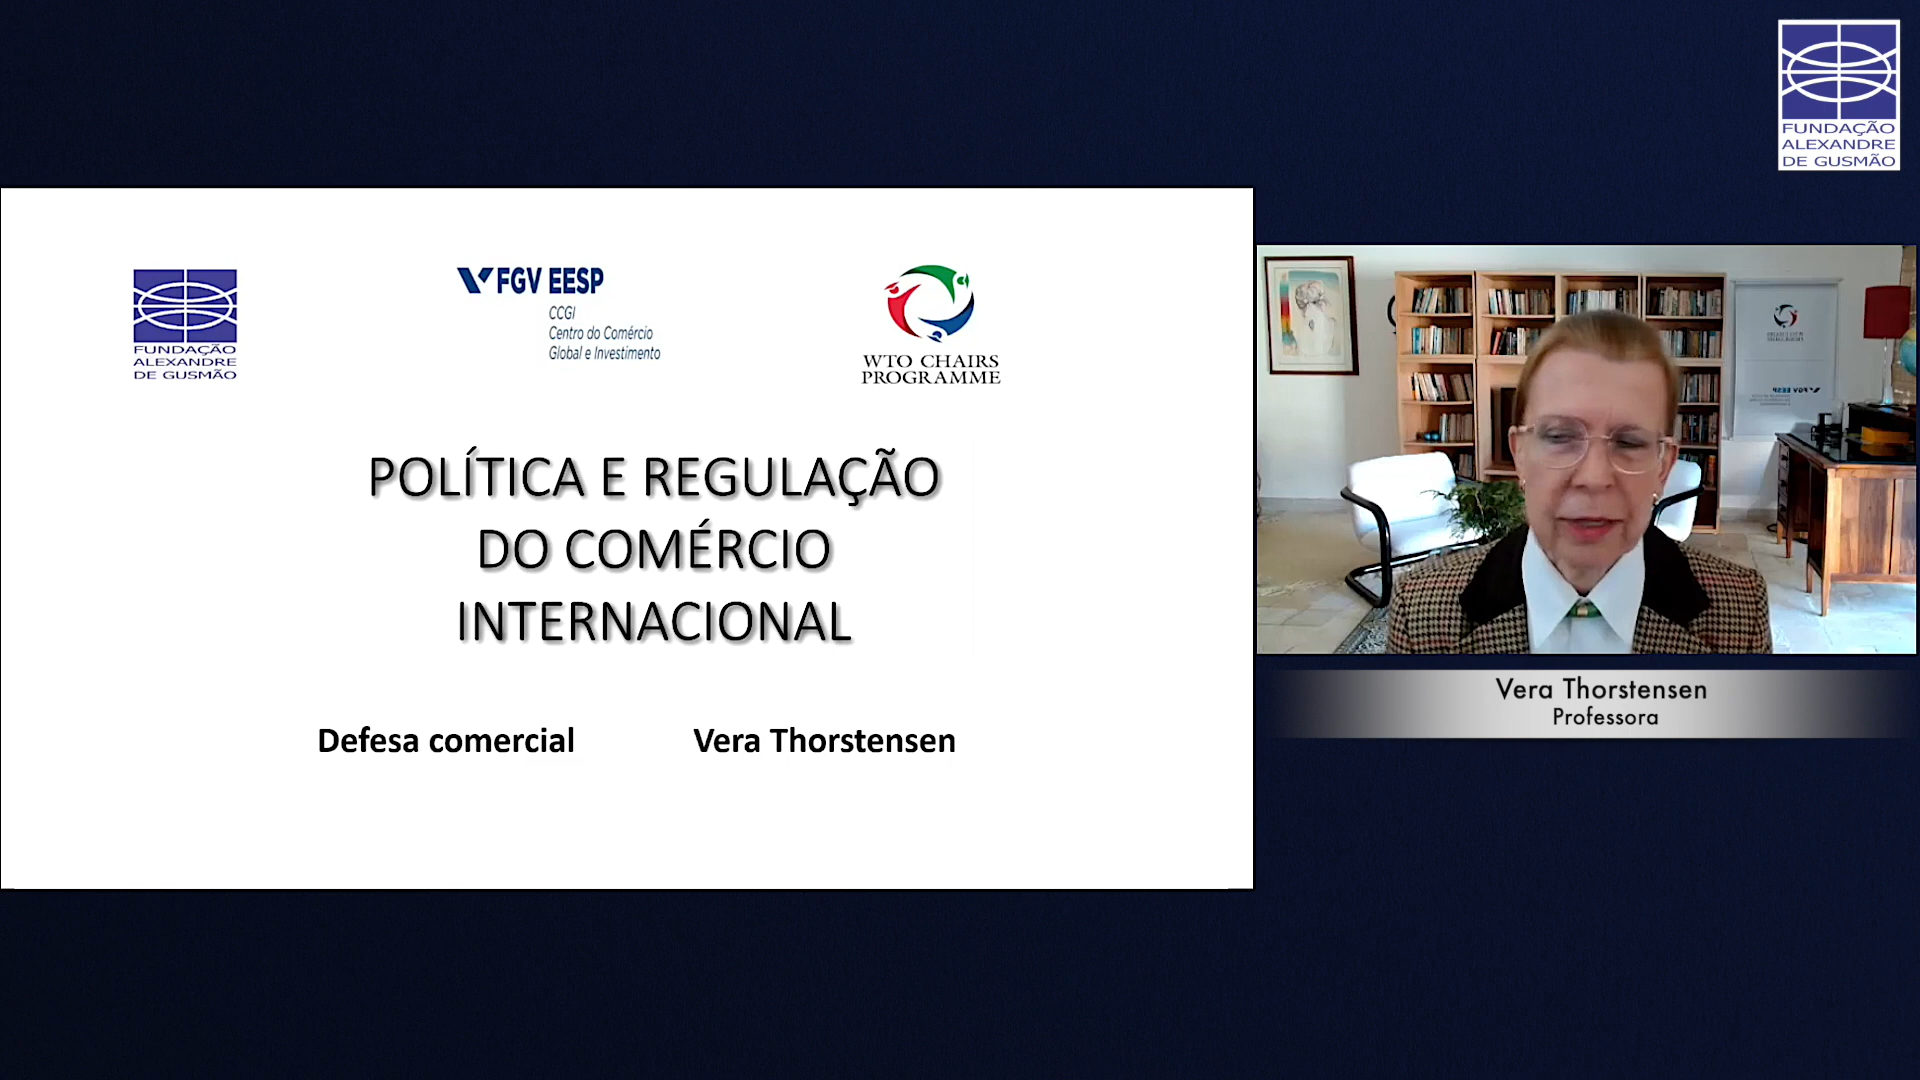 FUNDAÇÃO
ALEXANDRE
DE GUSMÃO
FUNDAÇÃO
ALEXANDRE
DE GUSMÃO
FGV EESP
CCGI
Centro do Comércio
Global e Investimento
WTO CHAIRS
PROGRAMME
POLÍTICA E REGULAÇÃO
DO COMÉRCIO
INTERNACIONAL
Defesa comercial
Vera Thorstensen
Vera Thorstensen
Professora